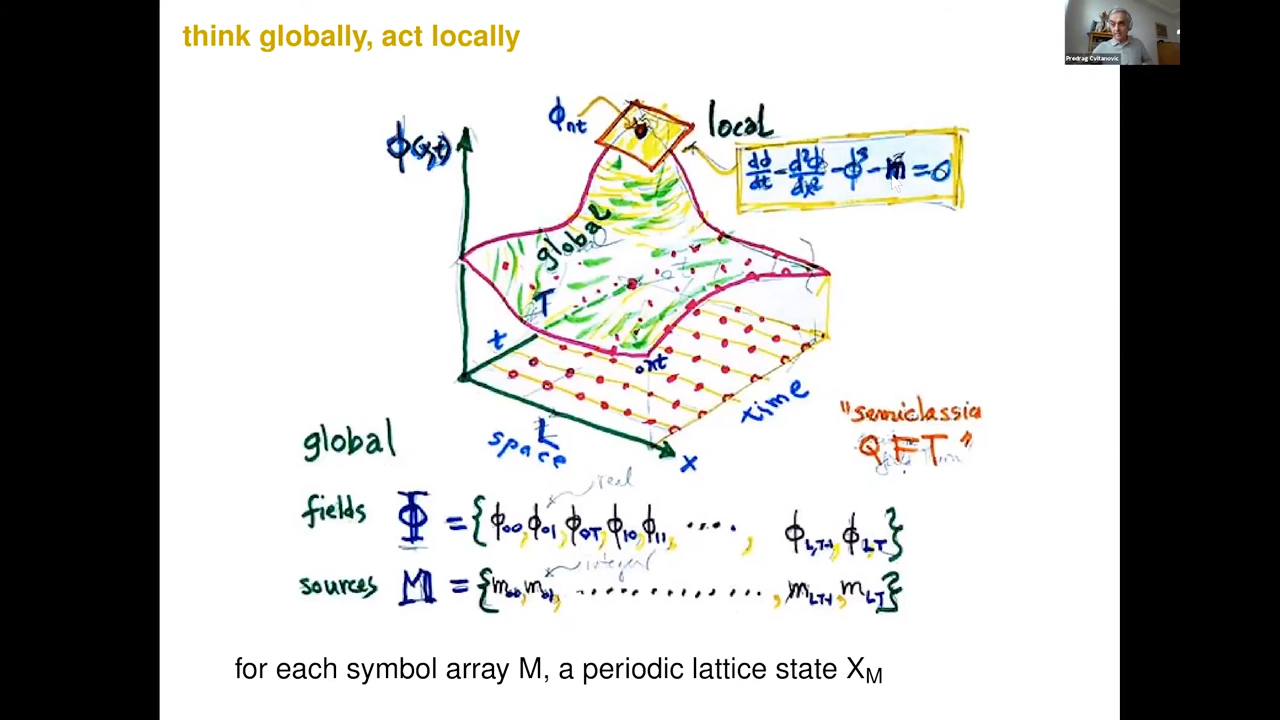 think globally, act locally
Predrag Cvitanovic
ϕnt
local
ϕ(x,t)
dϕ/dt - d²ϕ/dx² - ϕ³ - m = 0
global
T
t
nt
time
L
space
x
"semiclassical
QFT"
global
real
fields Φ = {ϕ00, ϕ01, ϕ0T, ϕ10, ϕ11, ...., ϕL,T-1, ϕLT}
integer
sources M = {m00, m01, .............., mLT-1, mLT}
for each symbol array M, a periodic lattice state XM